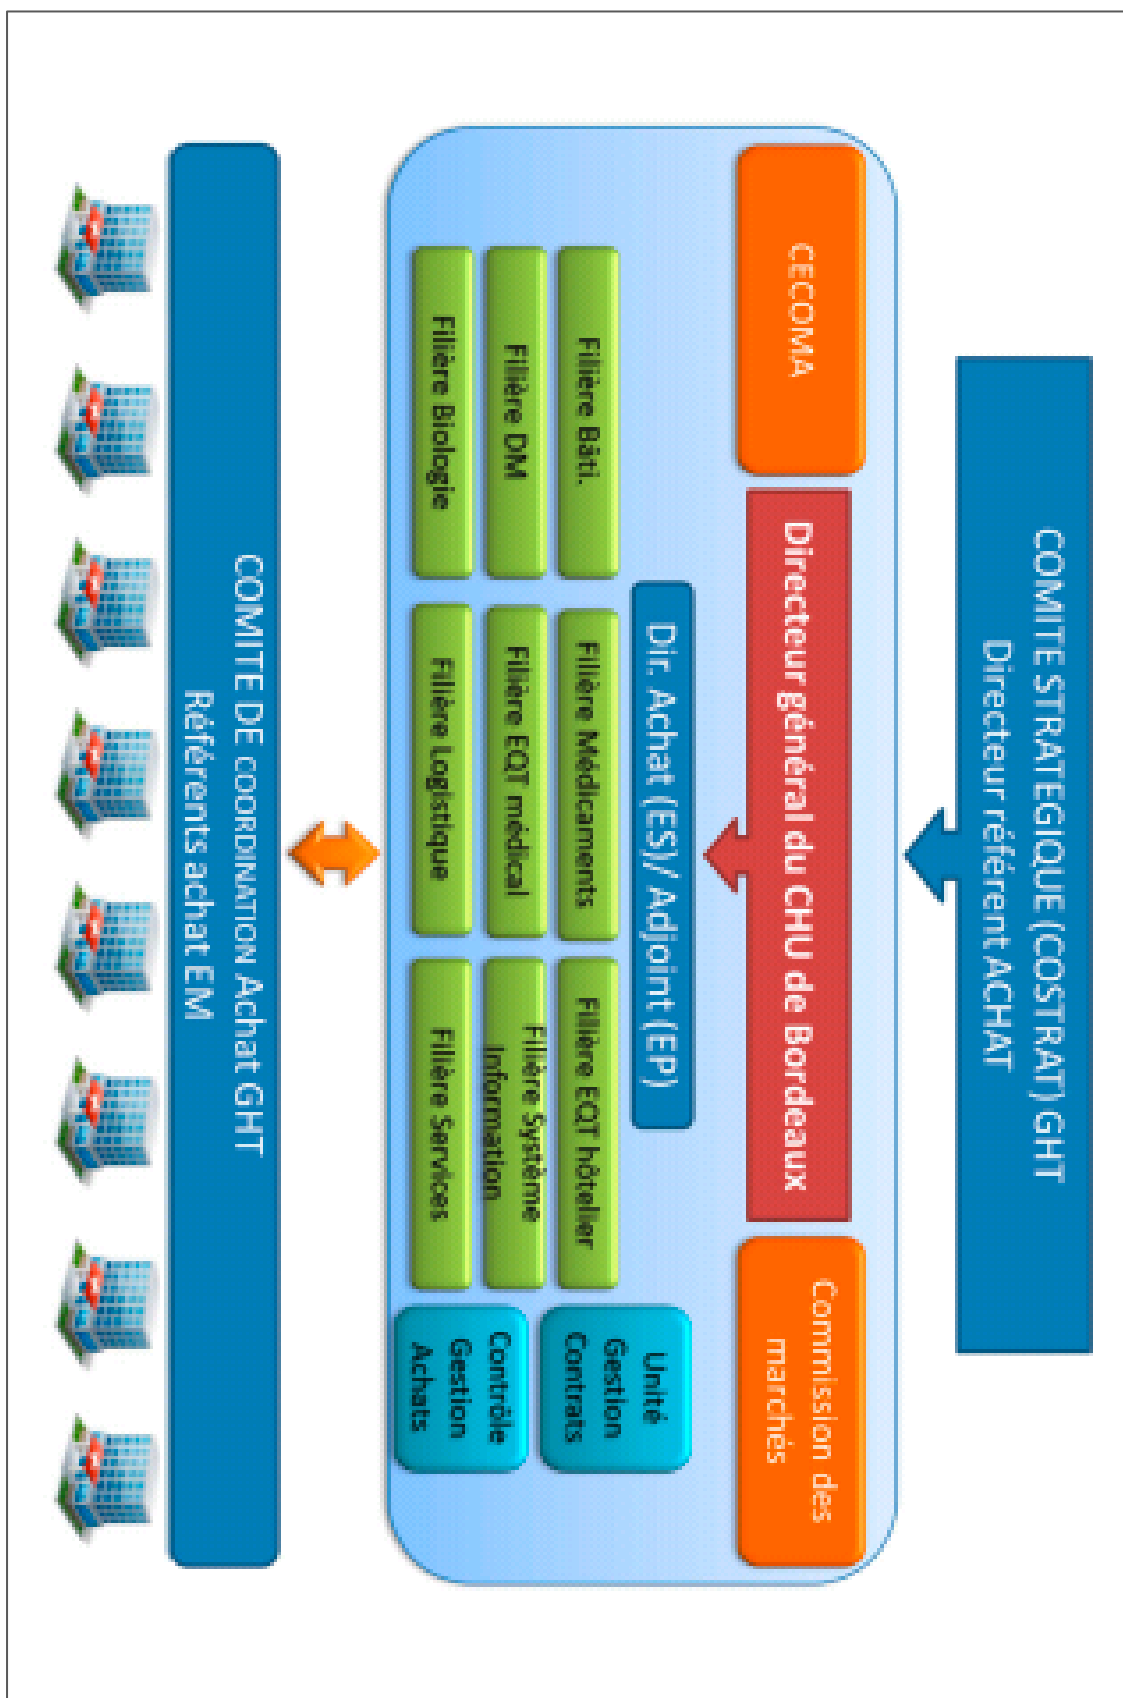 COMITE STRATEGIQUE (COSTRAT) GHT
Directeur référent ACHAT
CECOMA
Directeur général du CHU de Bordeaux
Commission des
marchés
Dir. Achat (ES)/ Adjoint (EP)
Filière Bâti.
Filière Médicaments
Filière EQT hôtelier
Unité
Gestion
Contrats
Filière DM
Filière EQT médical
Filière Système
Information
Filière Biologie
Filière Logistique
Filière Services
Contrôle
Gestion
Achats
COMITE DE COORDINATION Achat GHT
Référents achat EM